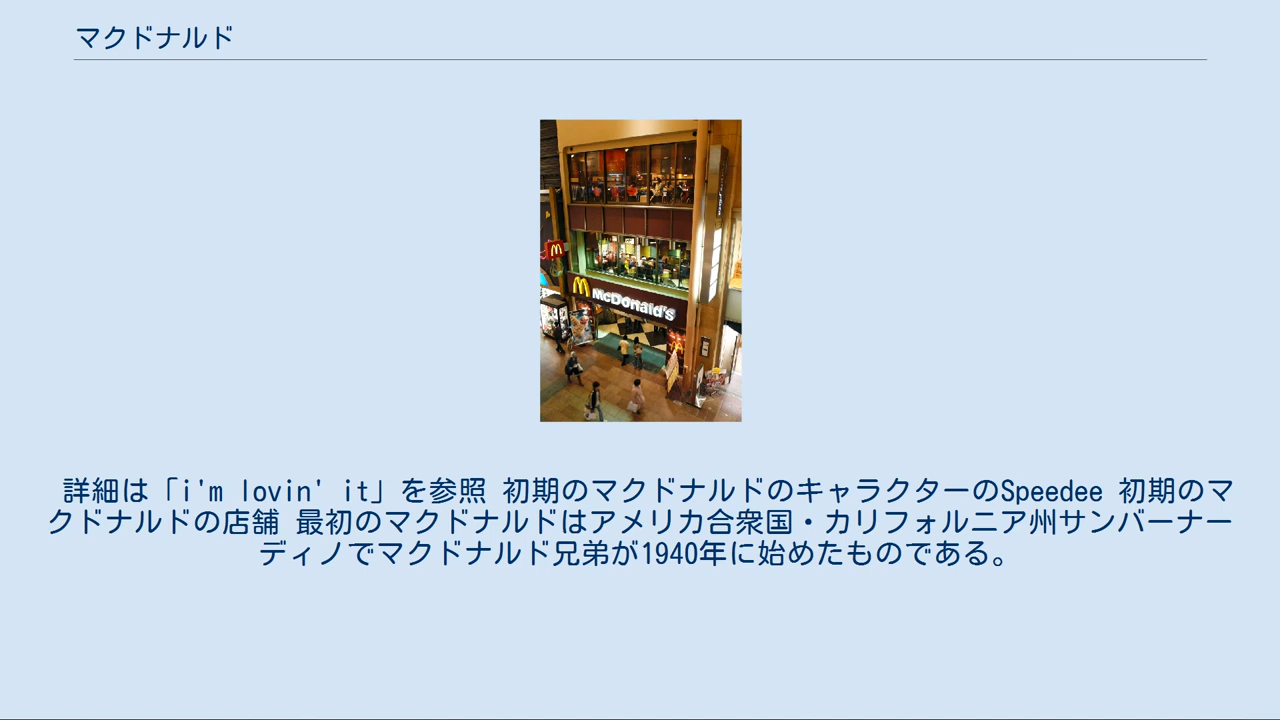 マクドナルド
McDonald's
詳細は「i'm lovin' it」を参照 初期のマクドナルドのキャラクターのSpeedee 初期のマ
クドナルドの店舗 最初のマクドナルドはアメリカ合衆国・カリフォルニア州サンバーナー
ディノでマクドナルド兄弟が1940年に始めたものである。